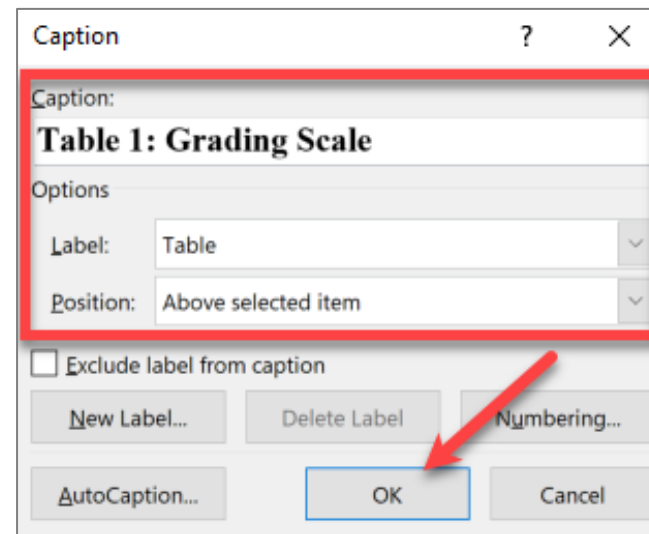 Caption ? X
Caption:
Table 1: Grading Scale
Options
Label: Table
Position: Above selected item
Exclude label from caption
New Label... Delete Label Numbering...
AutoCaption... OK Cancel